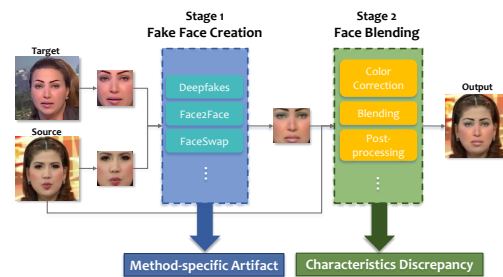 Stage 1
Fake Face Creation
Stage 2
Face Blending
Target
Source
Deepfakes
Face2Face
FaceSwap
⋮
Color
Correction
Blending
Post-
processing
⋮
Output
Method-specific Artifact
Characteristics Discrepancy